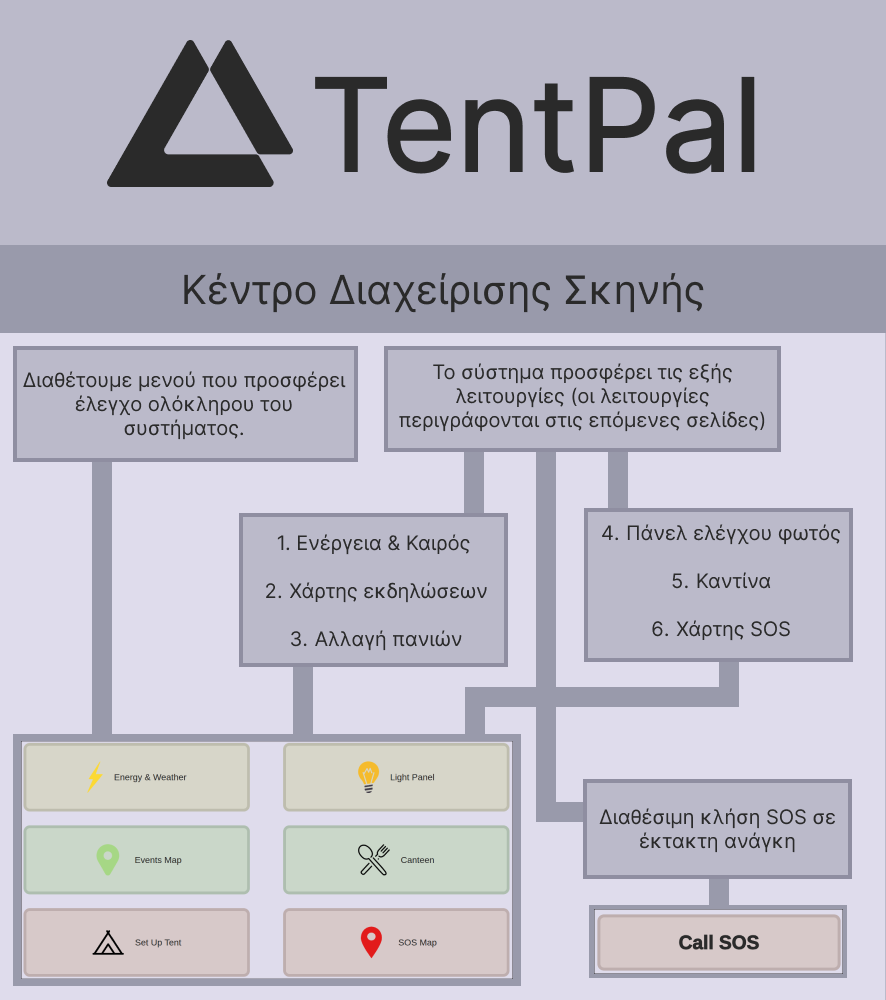 TentPal
Κέντρο Διαχείρισης Σκηνής
Διαθέτουμε μενού που προσφέρει
έλεγχο ολόκληρου του
συστήματος.
Το σύστημα προσφέρει τις εξής
λειτουργίες (οι λειτουργίες
περιγράφονται στις επόμενες σελίδες)
1. Ενέργεια & Καιρός
2. Χάρτης εκδηλώσεων
3. Αλλαγή πανιών
4. Πάνελ ελέγχου φωτός
5. Καντίνα
6. Χάρτης SOS
Energy & Weather
Light Panel
Events Map
Canteen
Set Up Tent
SOS Map
Διαθέσιμη κλήση SOS σε
έκτακτη ανάγκη
Call SOS